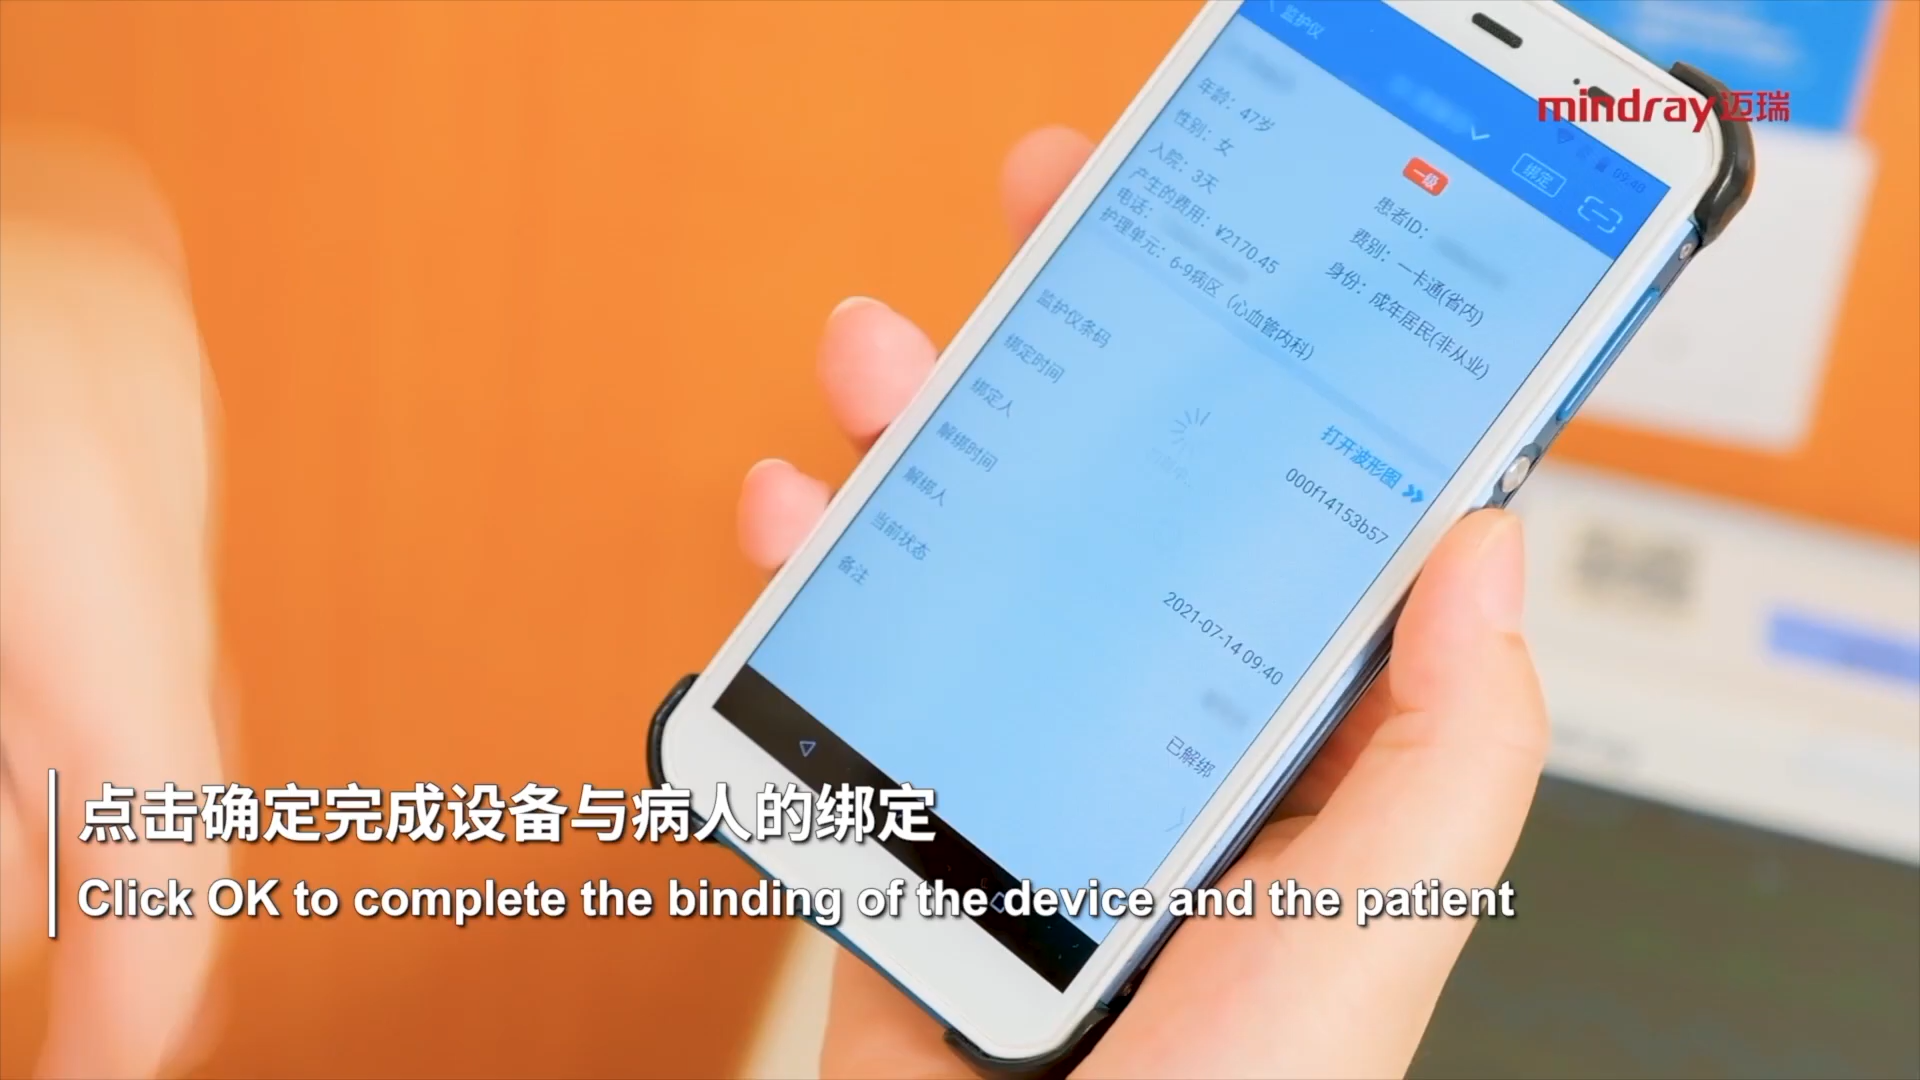 监护仪
mindray迈瑞
09:40
绑定
一级
年龄：47岁
患者ID：
性别：女
费别：一卡通(省内)
入院：3天
身份：成年居民(非从业)
产生的费用：¥2170.45
电话：
护理单元：6-9病区（心血管内科）
打开波形图
监护仪条码
000f14153b57
绑定时间
绑定人
解绑时间
2021-07-14 09:40
解绑人
当前状态
已解绑
备注
点击确定完成设备与病人的绑定
Click OK to complete the binding of the device and the patient